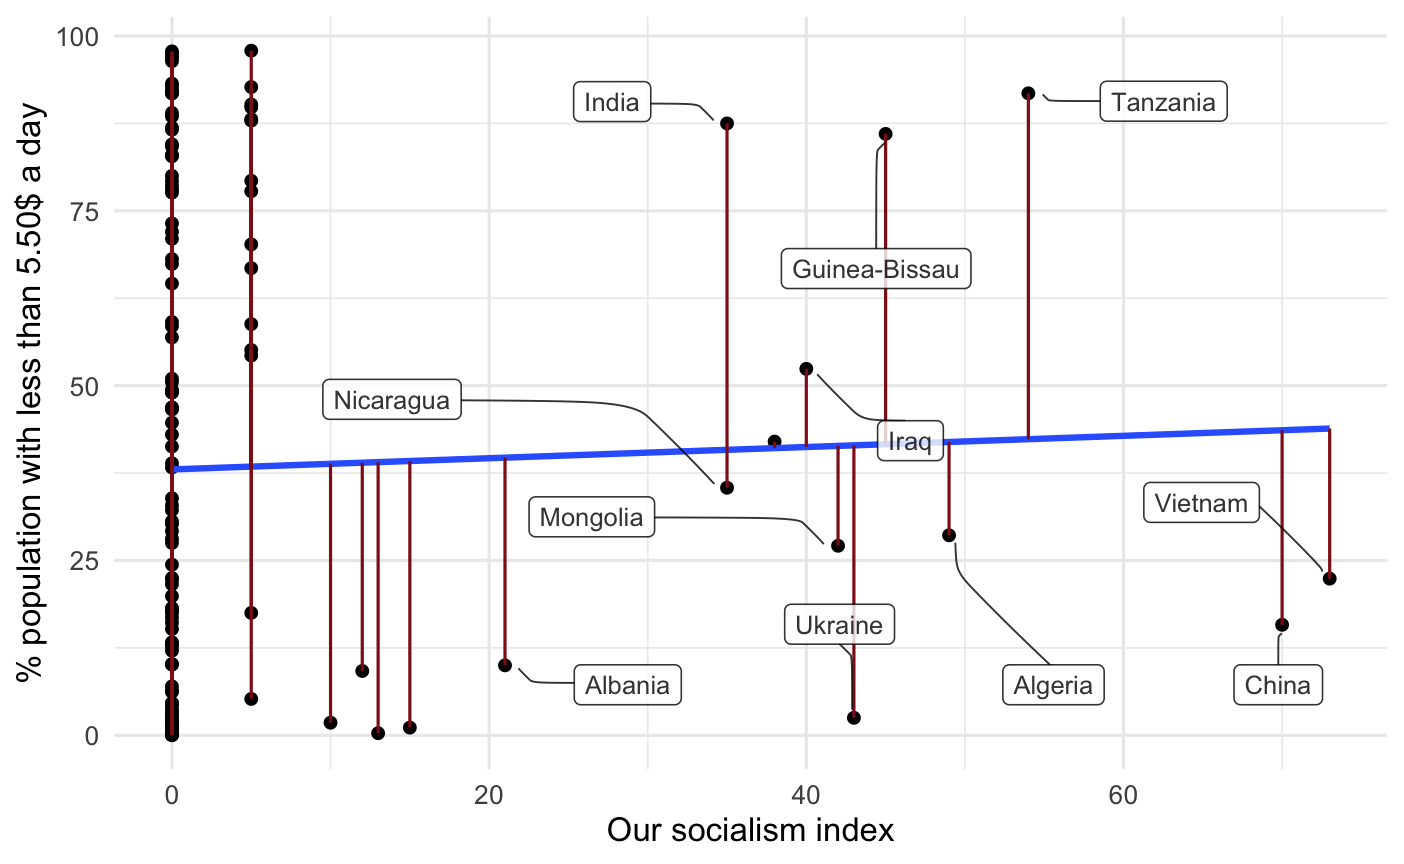 % population with less than 5.50$ a day
100
75
50
25
0
India
Tanzania
Guinea-Bissau
Nicaragua
Iraq
Mongolia
Vietnam
Ukraine
Albania
Algeria
China
0
20
40
60
Our socialism index